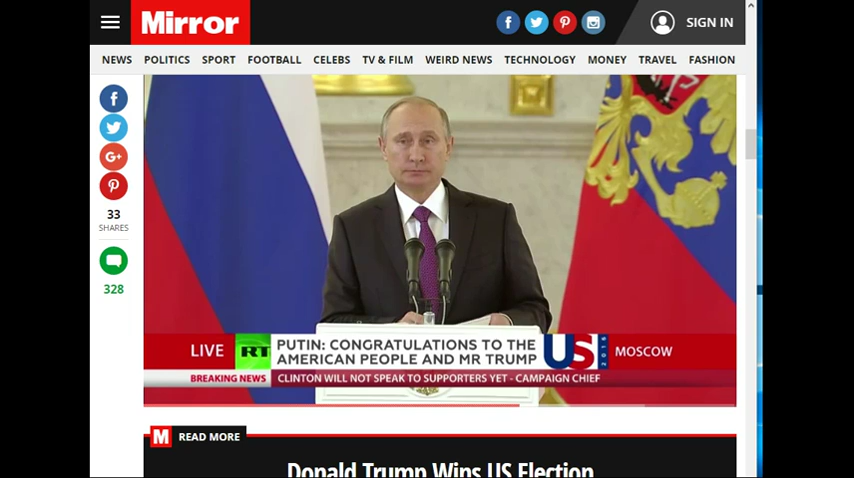 Mirror
SIGN IN
NEWS POLITICS SPORT FOOTBALL CELEBS TV & FILM WEIRD NEWS TECHNOLOGY MONEY TRAVEL FASHION
33
SHARES
328
LIVE RT PUTIN: CONGRATULATIONS TO THE
AMERICAN PEOPLE AND MR TRUMP
US 2016 MOSCOW
BREAKING NEWS CLINTON WILL NOT SPEAK TO SUPPORTERS YET - CAMPAIGN CHIEF
M READ MORE
Donald Trump Wins US Election